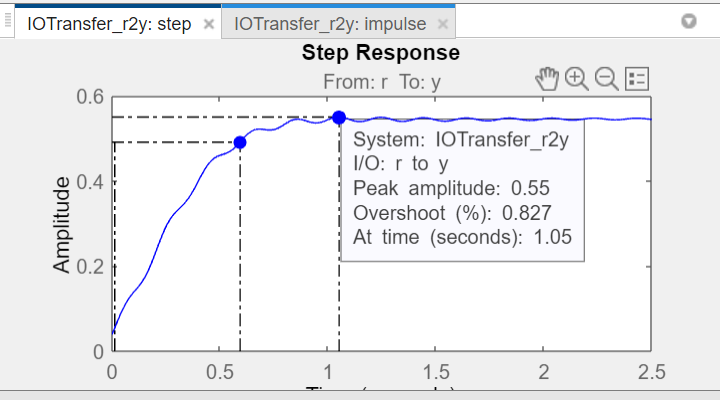 IOTransfer_r2y: step × IOTransfer_r2y: impulse ×
Step Response
From: r To: y
0.6
0.4
0.2
0
Amplitude
System: IOTransfer_r2y
I/O: r to y
Peak amplitude: 0.55
Overshoot (%): 0.827
At time (seconds): 1.05
0 0.5 1 1.5 2 2.5